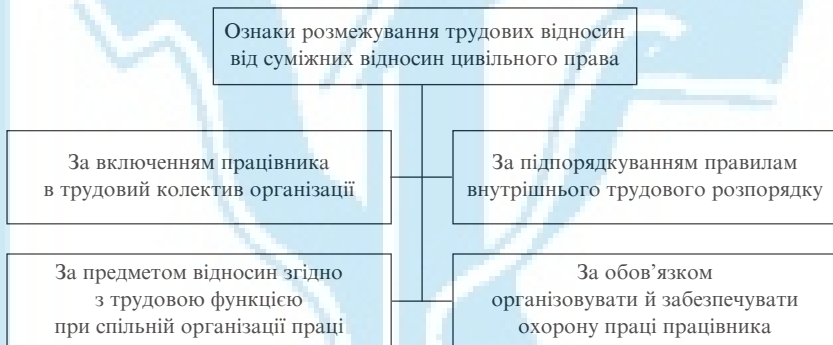 Ознаки розмежування трудових відносин
від суміжних відносин цивільного права
За включенням працівника
в трудовий колектив організації
За підпорядкуванням правилам
внутрішнього трудового розпорядку
За предметом відносин згідно
з трудовою функцією
при спільній організації праці
За обов’язком
організовувати й забезпечувати
охорону праці працівника